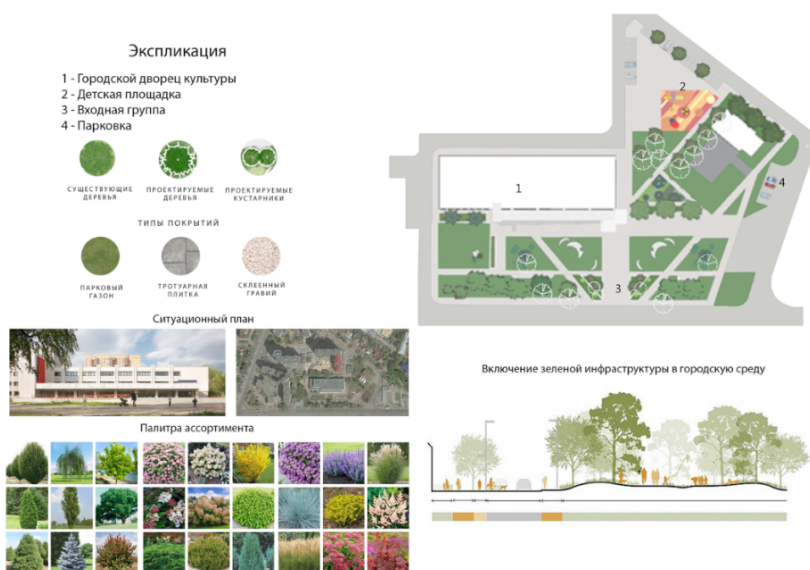 Экспликация
1 - Городской дворец культуры
2 - Детская площадка
3 - Входная группа
4 - Парковка
СУЩЕСТВУЮЩИЕ ДЕРЕВЬЯ
ПРОЕКТИРУЕМЫЕ ДЕРЕВЬЯ
ПРОЕКТИРУЕМЫЕ КУСТАРНИКИ
ТИПЫ ПОКРЫТИЙ
ПАРКОВЫЙ ГАЗОН
ТРОТУАРНАЯ ПЛИТКА
СКЛЕЕННЫЙ ГРАВИЙ
Ситуационный план
Палитра ассортимента
2
1
4
3
Включение зеленой инфраструктуры в городскую среду